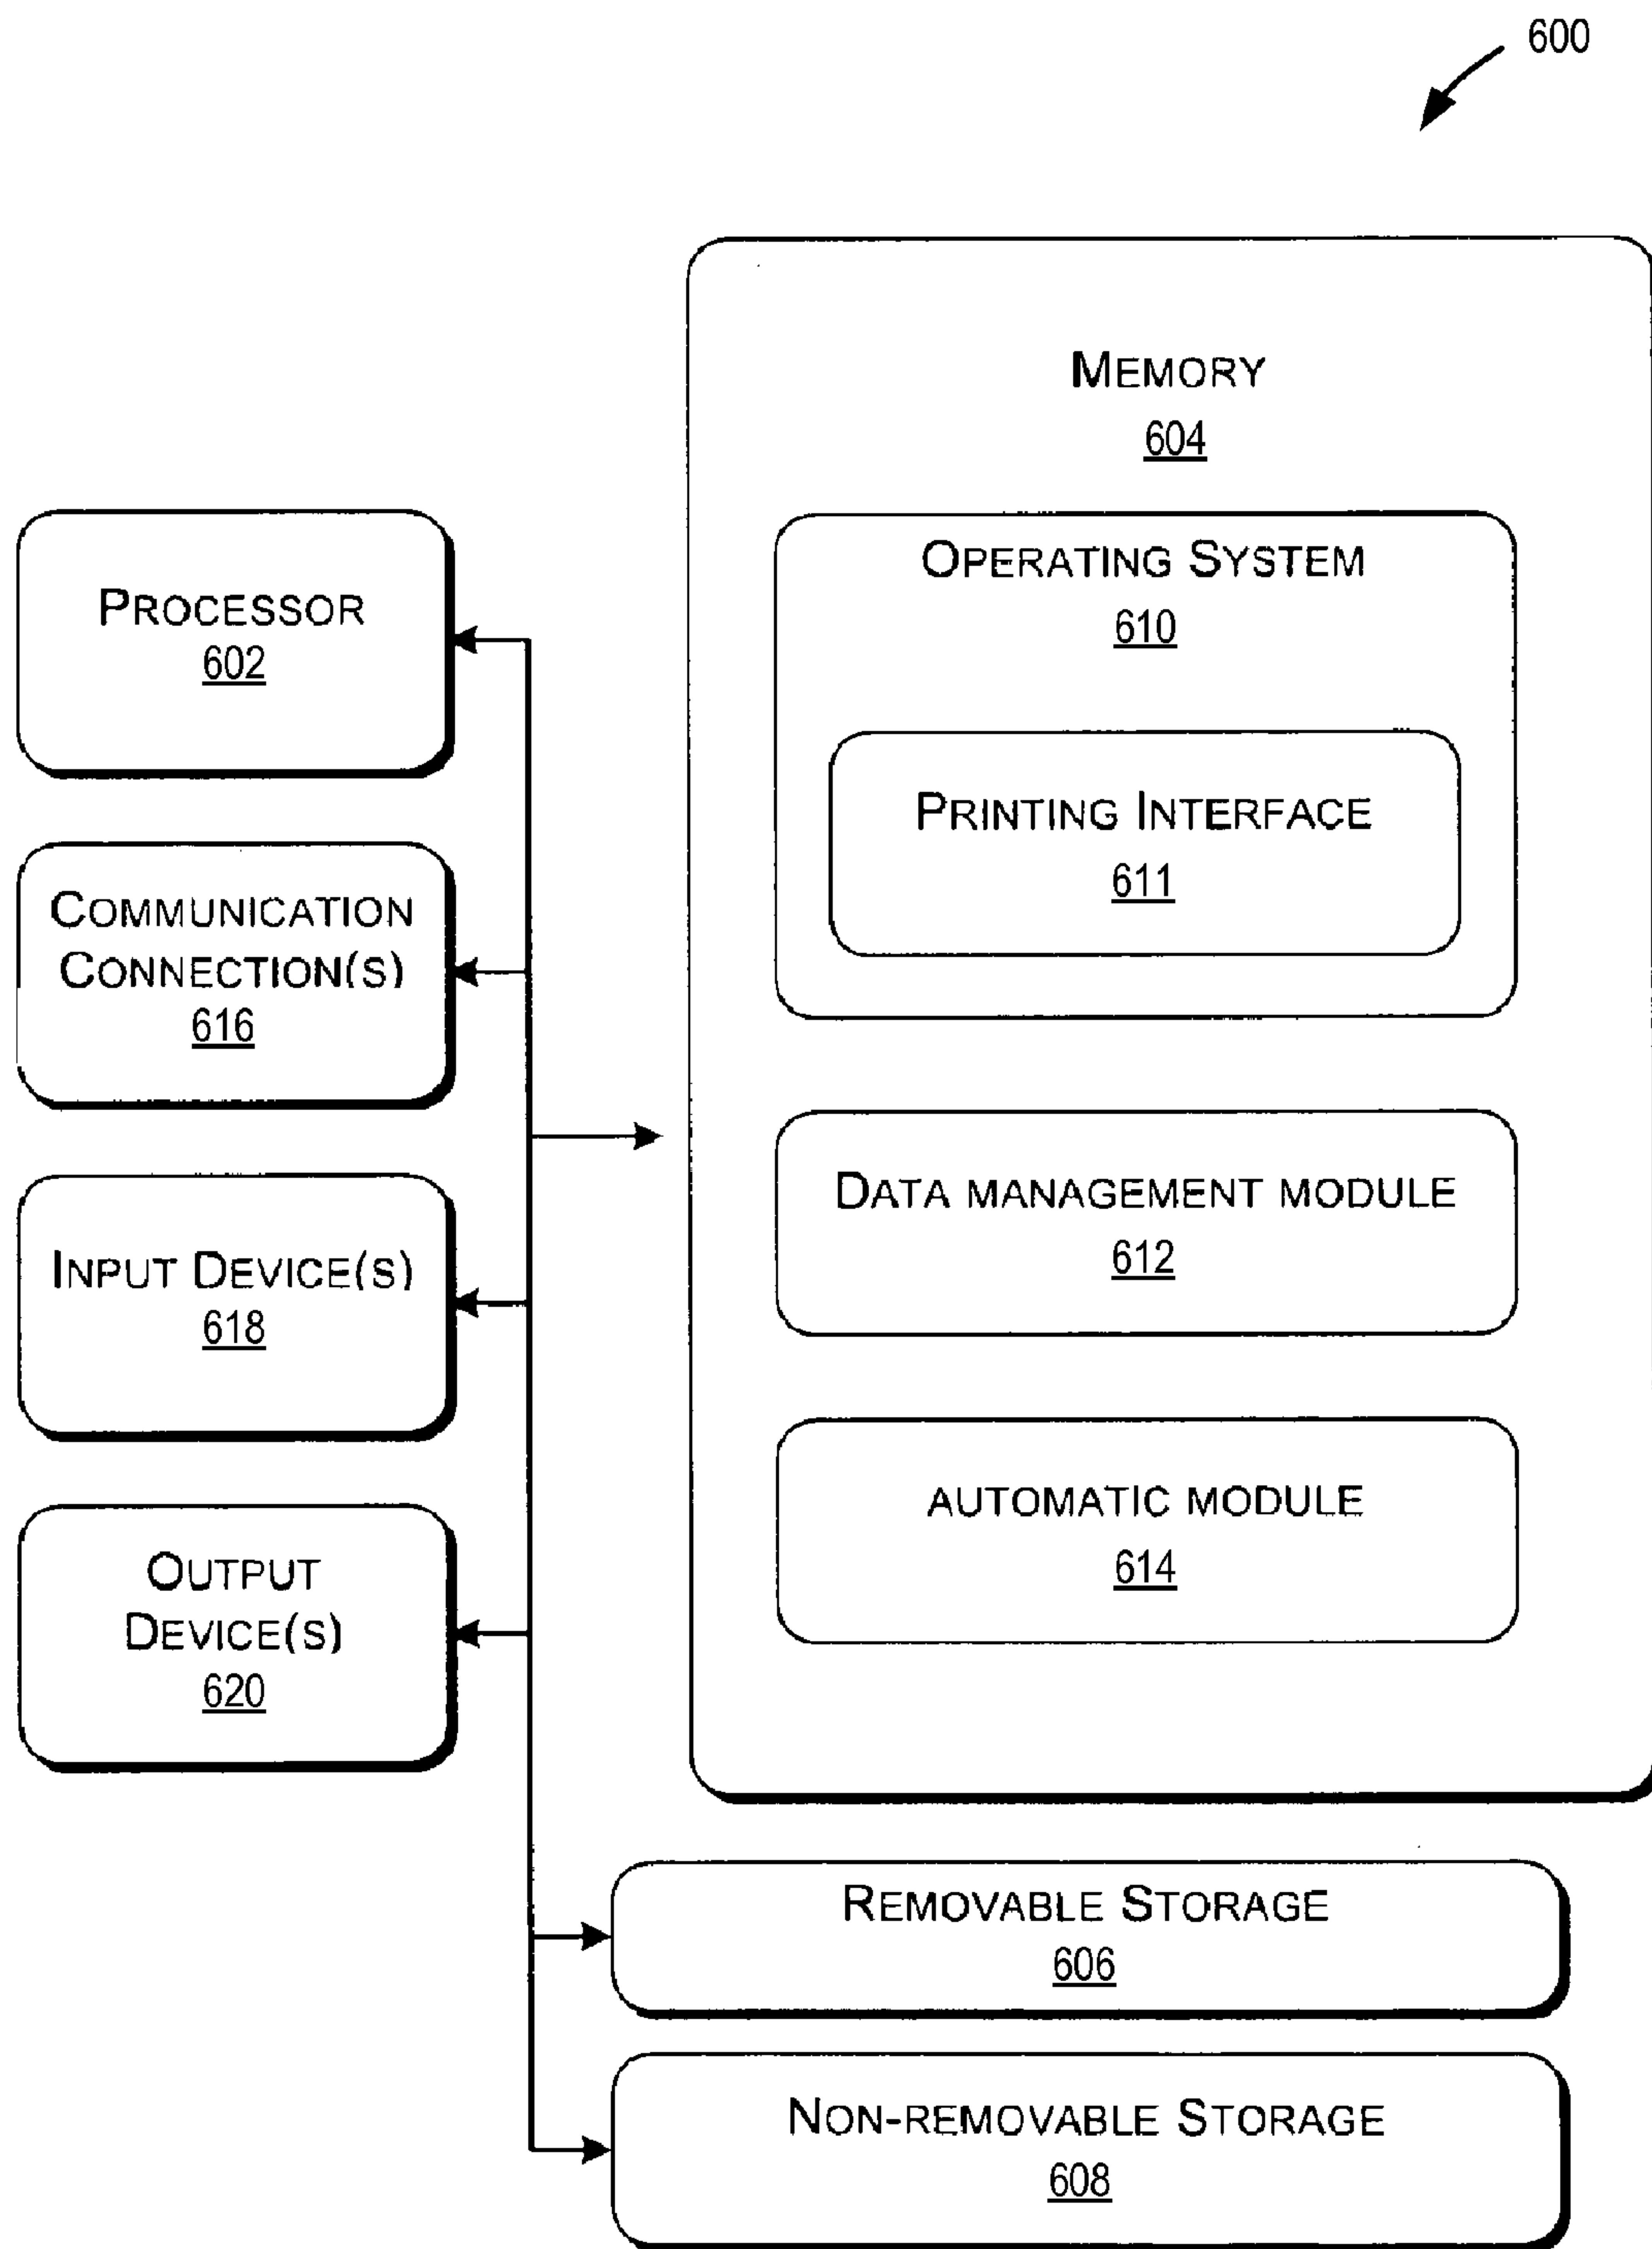 600
MEMORY
604
OPERATING SYSTEM
610
PRINTING INTERFACE
611
DATA MANAGEMENT MODULE
612
AUTOMATIC MODULE
614
PROCESSOR
602
COMMUNICATION
CONNECTION(S)
616
INPUT DEVICE(S)
618
OUTPUT
DEVICE(S)
620
REMOVABLE STORAGE
606
NON-REMOVABLE STORAGE
608